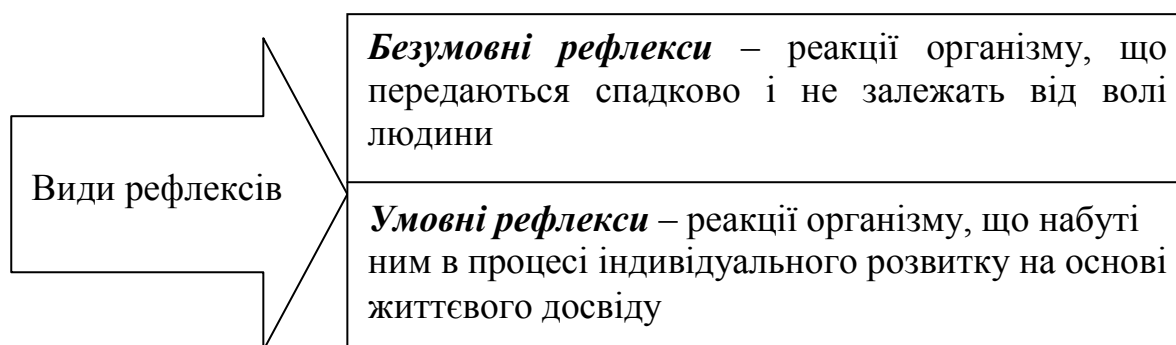 Види рефлексів
Безумовні рефлекси – реакції організму, що
передаються спадково і не залежать від волі
людини
Умовні рефлекси – реакції організму, що набуті
ним в процесі індивідуального розвитку на основі
життєвого досвіду